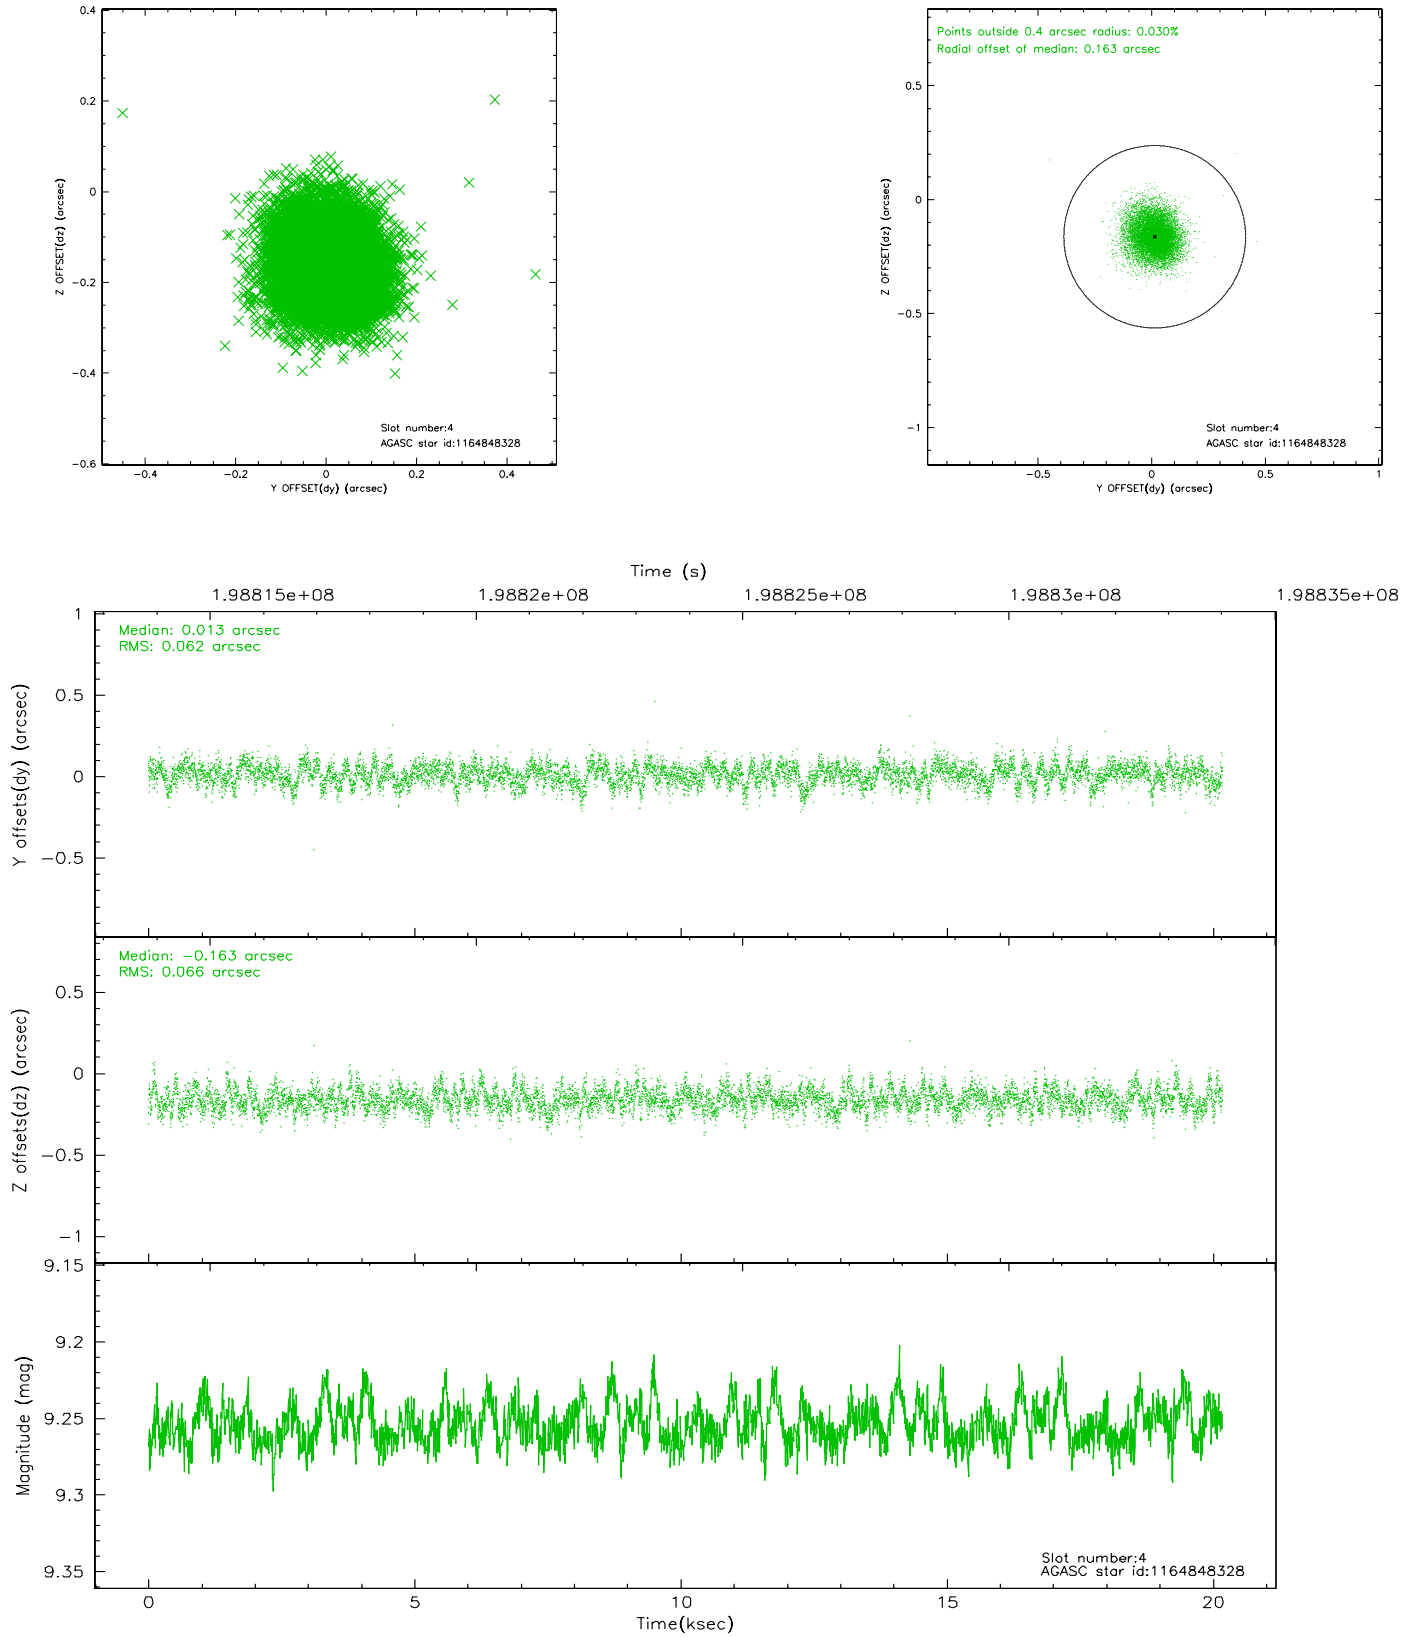 0.4
0.2
0
−0.2
−0.4
−0.6
Z OFFSET(dz) (arcsec)
−0.4
−0.2
0
0.2
0.4
Y OFFSET(dy) (arcsec)
Slot number:4
AGASC star id:1164848328
Points outside 0.4 arcsec radius: 0.030%
Radial offset of median: 0.163 arcsec
0.5
0
−0.5
−1
Z OFFSET(dz) (arcsec)
−0.5
0
0.5
1
Y OFFSET(dy) (arcsec)
Slot number:4
AGASC star id:1164848328
Time (s)
1.98815e+08
1.9882e+08
1.98825e+08
1.9883e+08
1.98835e+08
Median: 0.013 arcsec
RMS: 0.062 arcsec
1
0.5
0
−0.5
Y offsets(dy) (arcsec)
Median: −0.163 arcsec
RMS: 0.066 arcsec
0.5
0
−0.5
−1
Z offsets(dz) (arcsec)
9.15
9.2
9.25
9.3
9.35
Magnitude (mag)
Slot number:4
AGASC star id:1164848328
0
5
10
15
20
Time(ksec)